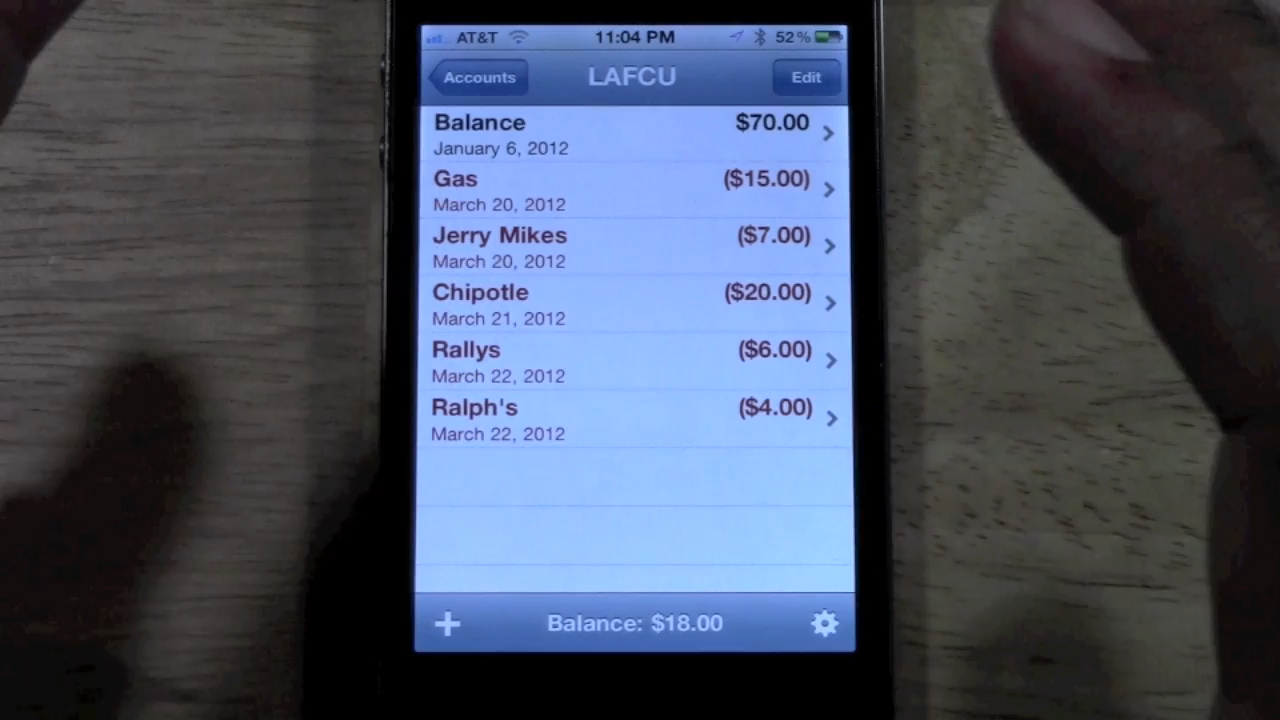 AT&T 11:04 PM 52%
Accounts LAFCU Edit
Balance $70.00
January 6, 2012
Gas ($15.00)
March 20, 2012
Jerry Mikes ($7.00)
March 20, 2012
Chipotle ($20.00)
March 21, 2012
Rallys ($6.00)
March 22, 2012
Ralph's ($4.00)
March 22, 2012
Balance: $18.00